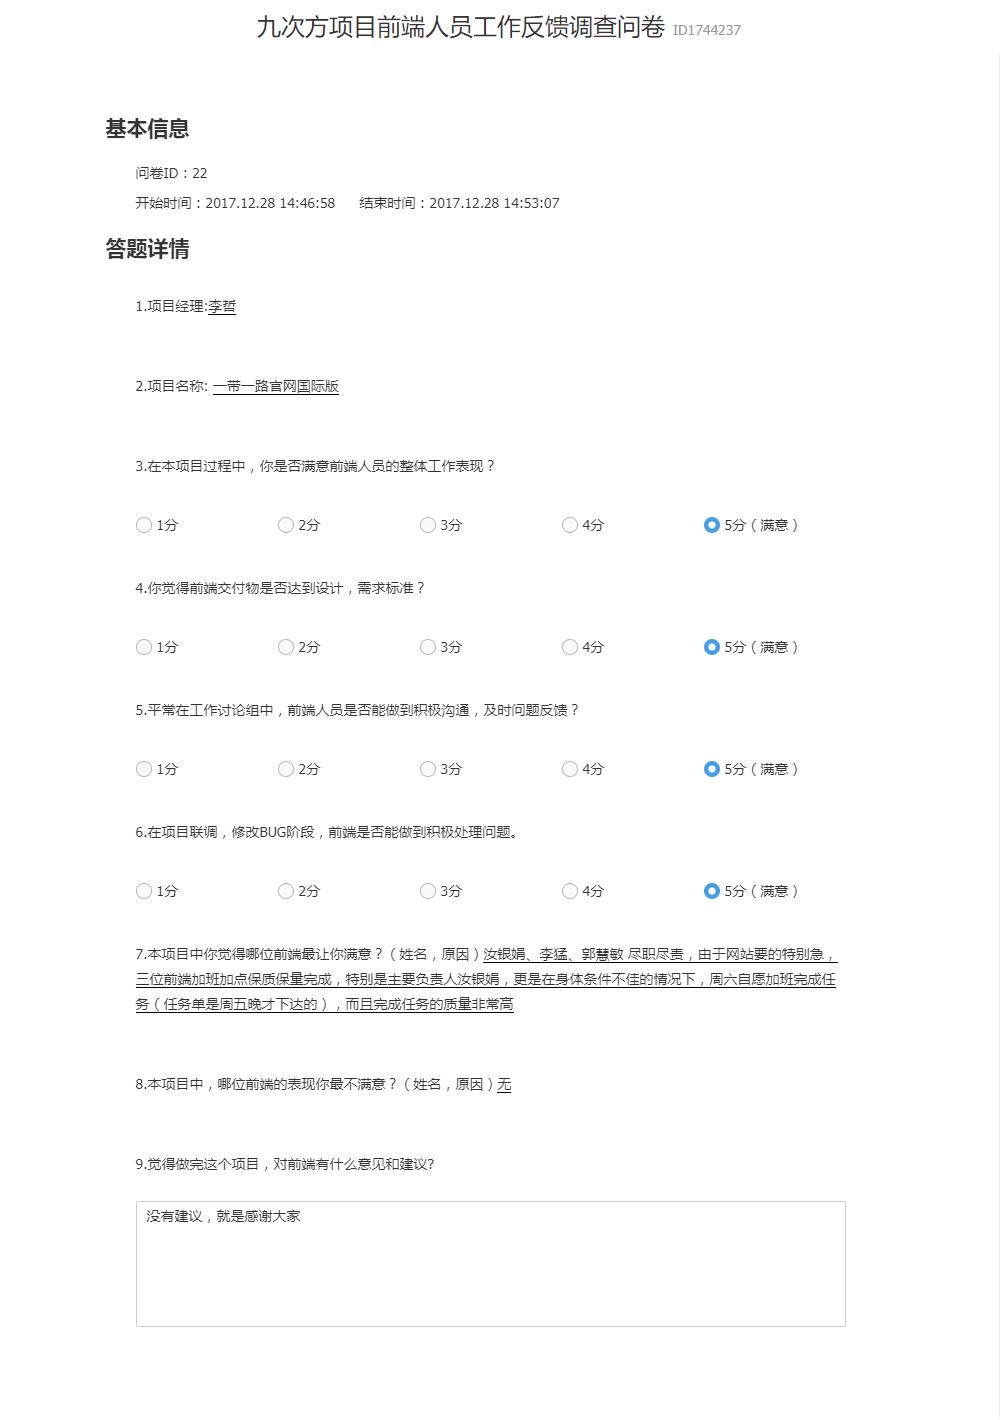 九次方项目前端人员工作反馈调查问卷 ID1744237
基本信息
问卷ID：22
开始时间：2017.12.28 14:46:58 结束时间：2017.12.28 14:53:07
答题详情
1.项目经理:李晢
2.项目名称: 一带一路官网国际版
3.在本项目过程中，你是否满意前端人员的整体工作表现？
1分 2分 3分 4分 5分（满意）
4.你觉得前端交付物是否达到设计，需求标准？
1分 2分 3分 4分 5分（满意）
5.平常在工作讨论组中，前端人员是否能做到积极沟通，及时问题反馈？
1分 2分 3分 4分 5分（满意）
6.在项目联调，修改BUG阶段，前端是否能做到积极处理问题。
1分 2分 3分 4分 5分（满意）
7.本项目中你觉得哪位前端最让你满意？（姓名，原因）汝银娟、李猛、郭慧敏 尽职尽责，由于网站要的特别急，
三位前端加班加点保质保量完成，特别是主要负责人汝银娟，更是在身体条件不佳的情况下，周六自愿加班完成任
务（任务单是周五晚才下达的），而且完成任务的质量非常高
8.本项目中，哪位前端的表现你最不满意？（姓名，原因）无
9.觉得做完这个项目，对前端有什么意见和建议?
没有建议，就是感谢大家